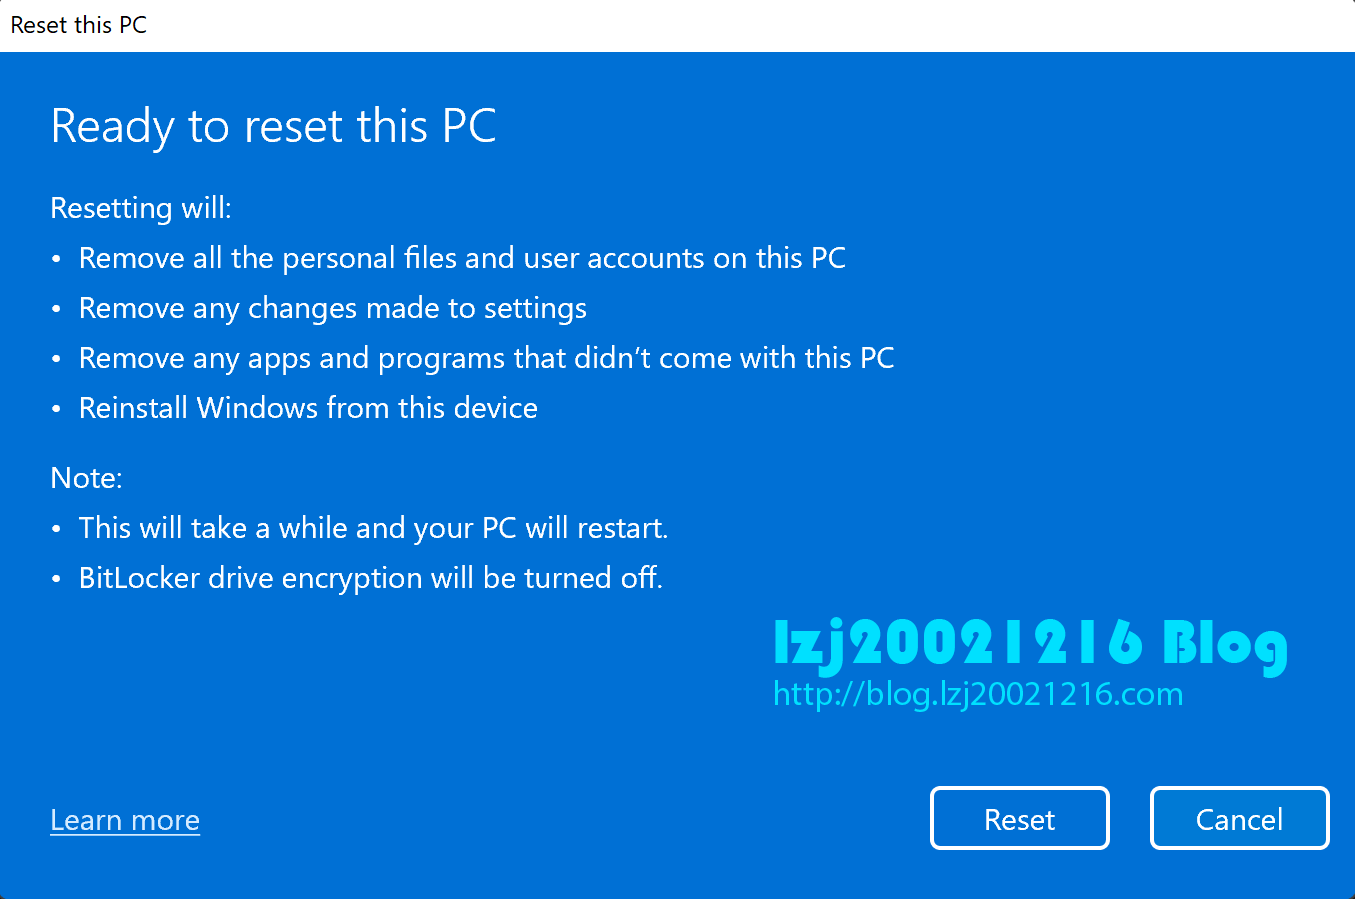 Reset this PC
Ready to reset this PC
Resetting will:
• Remove all the personal files and user accounts on this PC
• Remove any changes made to settings
• Remove any apps and programs that didn’t come with this PC
• Reinstall Windows from this device
Note:
• This will take a while and your PC will restart.
• BitLocker drive encryption will be turned off.
lzj20021216 Blog
http://blog.lzj20021216.com
Learn more
Reset
Cancel